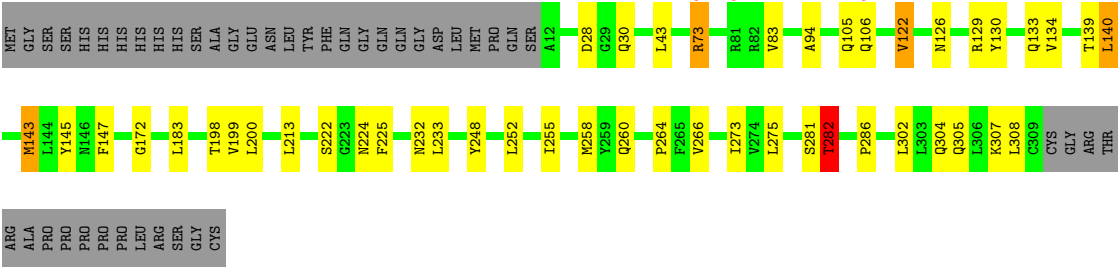 MET GLY SER SER HIS HIS HIS HIS HIS HIS SER ALA GLY GLU ASN LEU TYR PHE GLN GLY GLN GLN GLY ASP LEU MET PRO GLN SER A12 D28 G29 Q30 L43 R73 R81 R82 V83 A94 Q105 Q106 V122 N126 R129 Y130 Q133 V134 T139 L140
M143 L144 Y145 N146 F147 G172 L183 T198 V199 L200 L213 S222 G223 N224 F225 N232 L233 Y248 L252 I255 M258 Y259 Q260 P264 F265 V266 I273 V274 L275 S281 T282 P286 L302 L303 Q304 Q305 L306 K307 L308 C309 CYS GLY ARG THR
ARG ALA PRO PRO PRO PRO PRO LEU ARG SER GLY CYS